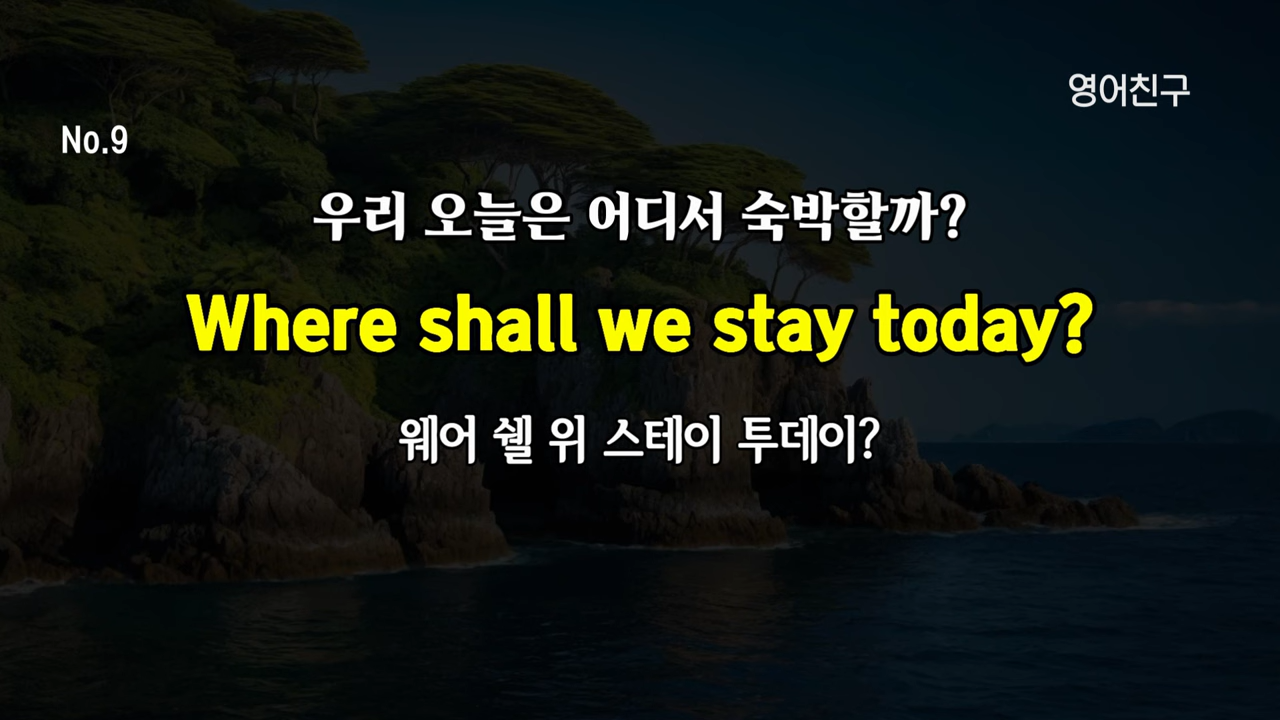 영어친구
No.9
우리 오늘은 어디서 숙박할까?
Where shall we stay today?
웨어 쉘 위 스테이 투데이?